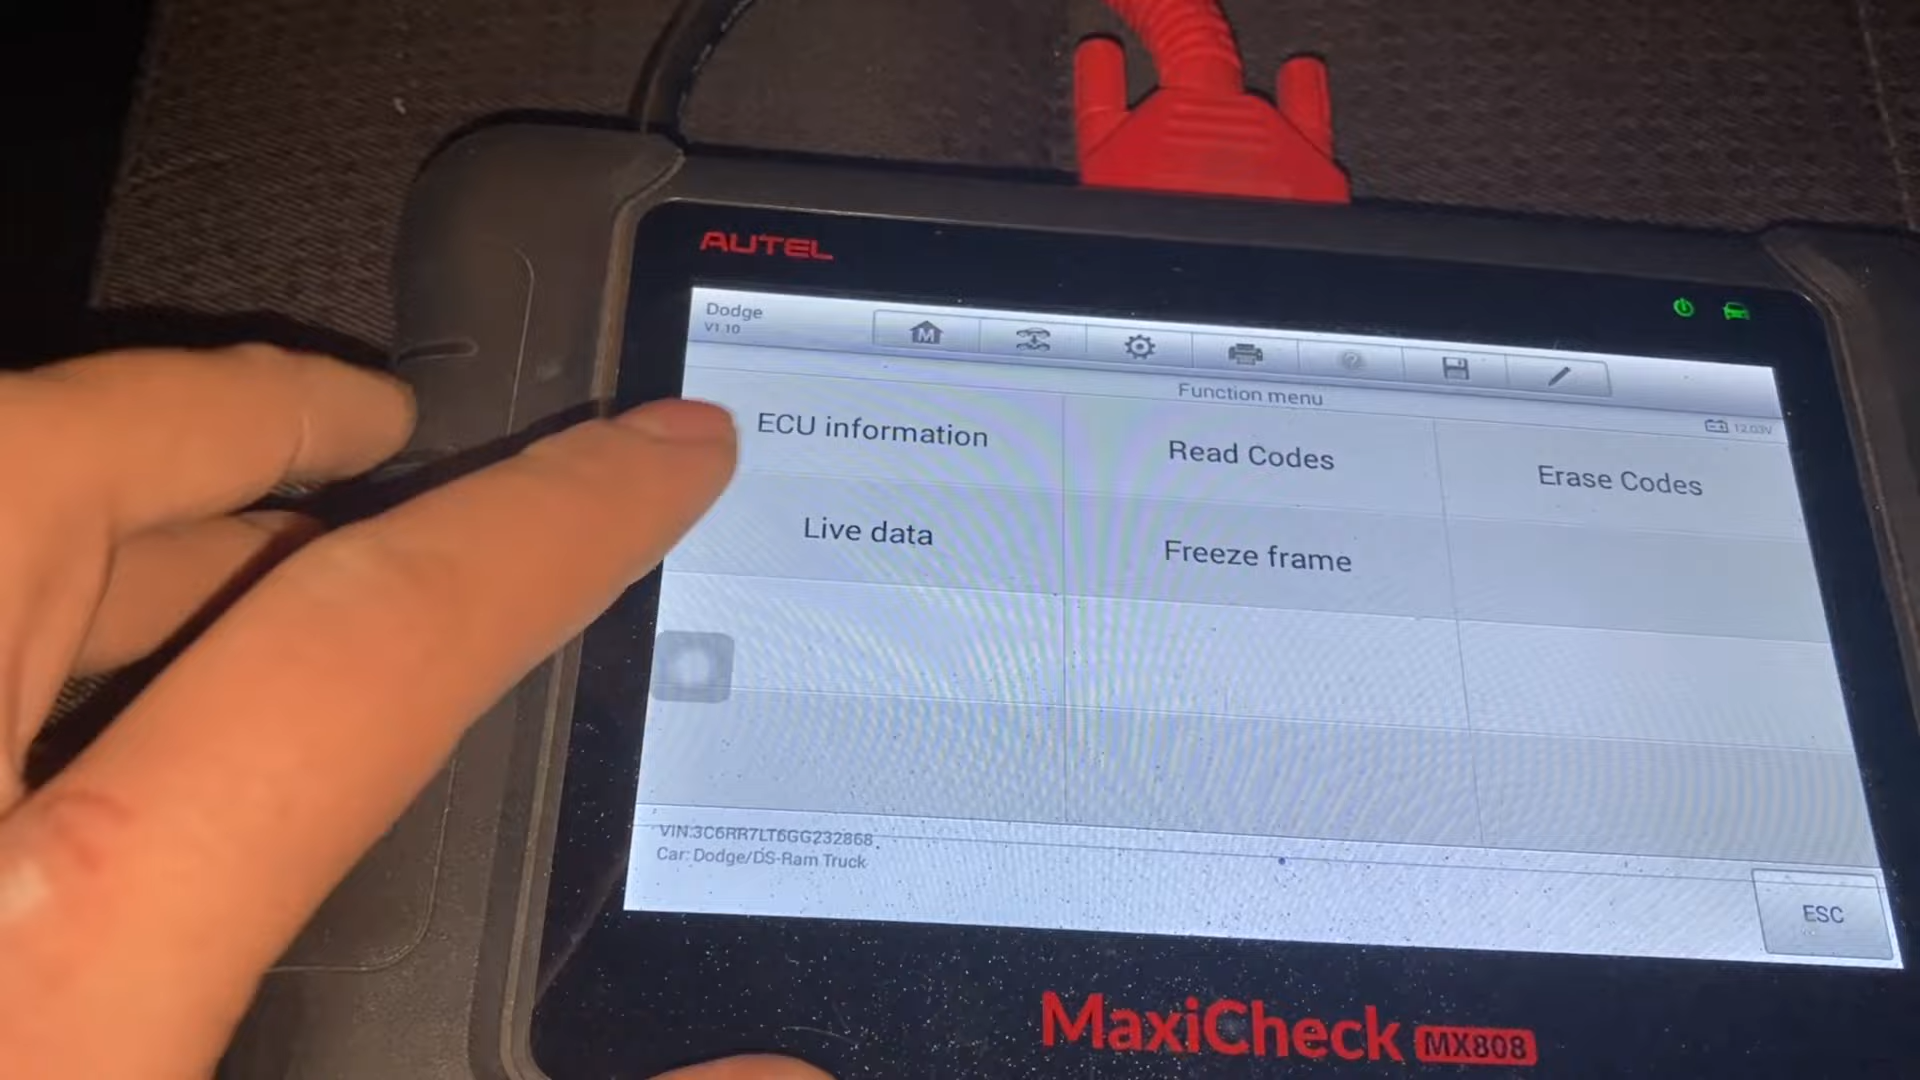 AUTEL
Dodge
V1.10
M
Function menu
12.03V
ECU information
Read Codes
Erase Codes
Live data
Freeze frame
VIN:3C6RR7LT6GG232868
Car: Dodge/DS-Ram Truck
ESC
MaxiCheck MX808